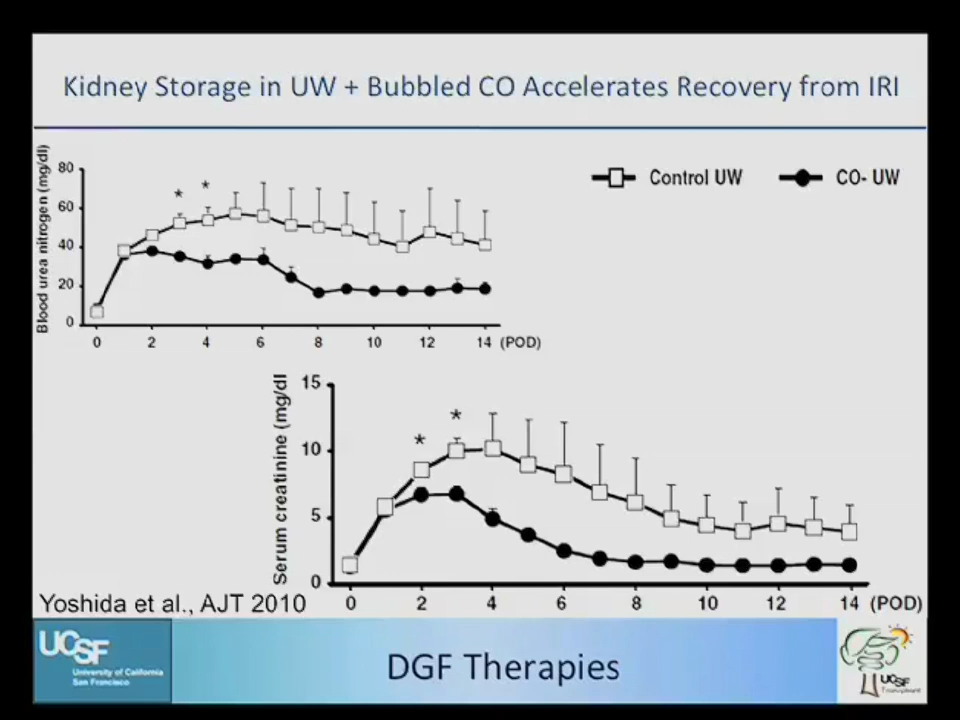 Kidney Storage in UW + Bubbled CO Accelerates Recovery from IRI
Blood urea nitrogen (mg/dl)
80
60
40
20
0
* *
0 2 4 6 8 10 12 14 (POD)
Control UW CO- UW
Serum creatinine (mg/dl
15
10
5
0
* *
0 2 4 6 8 10 12 14 (POD)
Yoshida et al., AJT 2010
UCSF
University of California
San Francisco
DGF Therapies
UCSF
Transplant